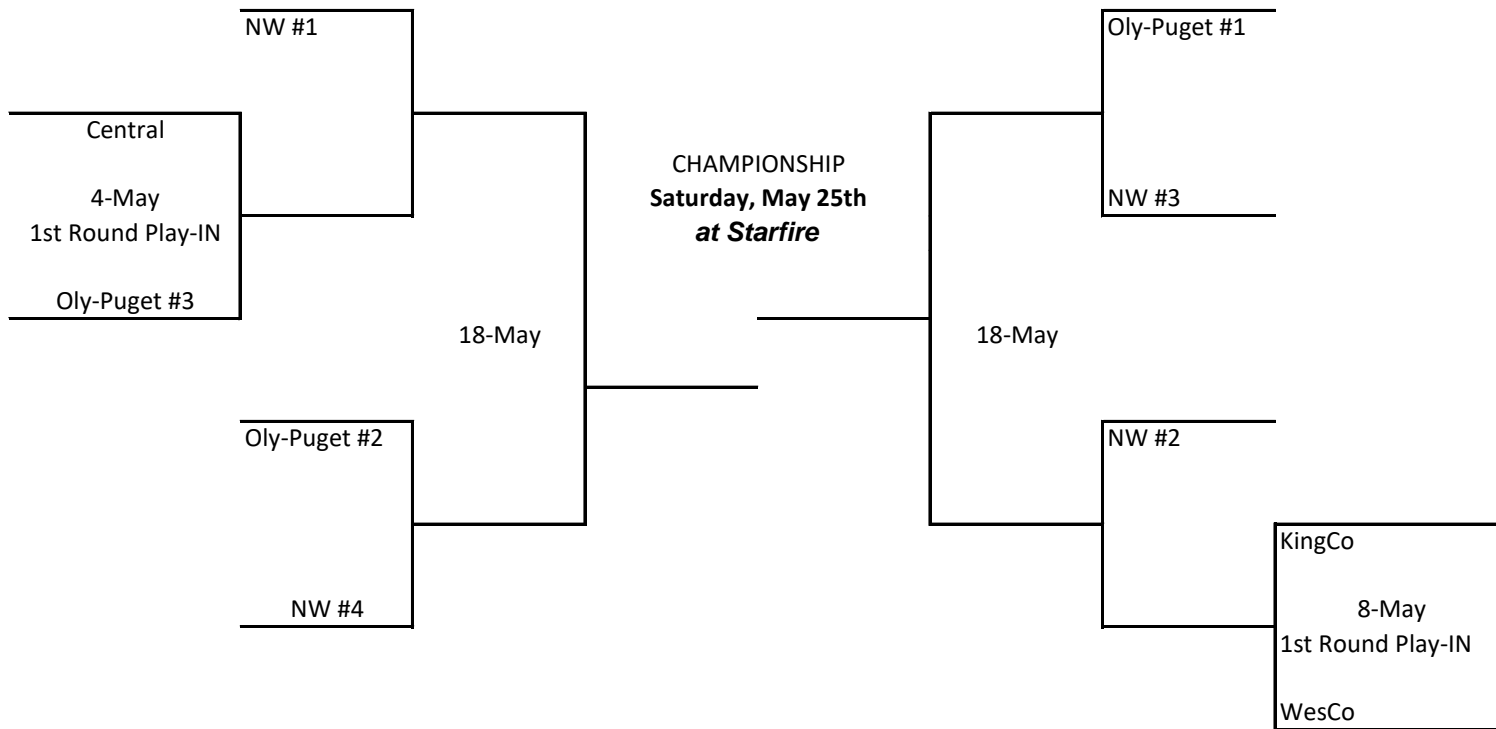 NW #1
Oly-Puget #1
Central
CHAMPIONSHIP
4-May
Saturday, May 25th
NW #3
1st Round Play-IN
at Starfire
Oly-Puget #3
18-May
18-May
Oly-Puget #2
NW #2
KingCo
NW #4
8-May
1st Round Play-IN
WesCo